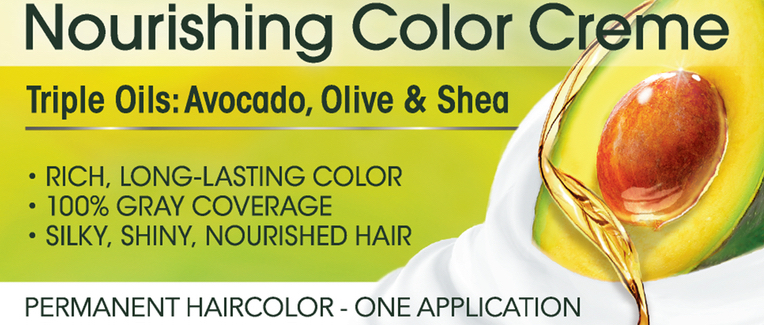 Nourishing Color Creme
Triple Oils: Avocado, Olive & Shea
• RICH, LONG-LASTING COLOR
• 100% GRAY COVERAGE
• SILKY, SHINY, NOURISHED HAIR
PERMANENT HAIRCOLOR - ONE APPLICATION